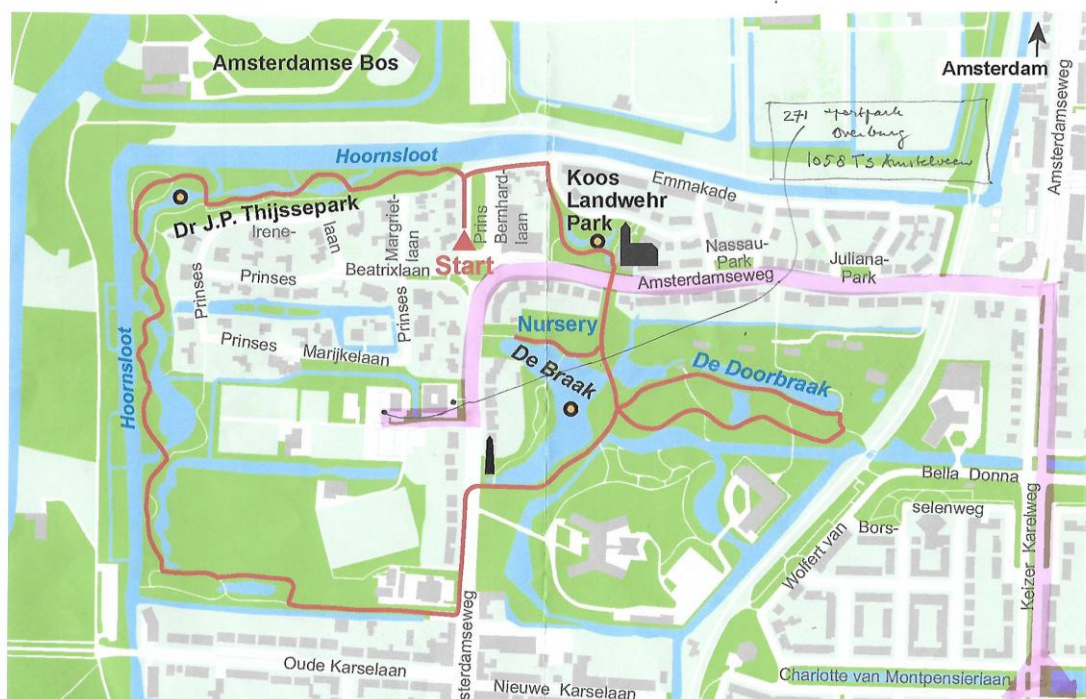 Amsterdamse Bos
Amsterdam
Amsterdamseweg
271 sportpark
Overburg
Amstelveen
Hoornsloot
Koos
Landwehr
Park
Emmakade
Dr J.P. Thijssepark
Irene-
laan
Margriet-
laan
Prins
Bernhard-
laan
Start
Beatrixlaan
Nassau-
Park
Juliana-
Park
Amsterdamseweg
Prinses
Prinses
Prinses
Prinses
Marijkelaan
Hoornsloot
Nursery
De Braak
De Doorbraak
Bella Donna
Wolfert van
Bors-
selenweg
Keizer Karelweg
sterdamseweg
Oude Karselaan
Nieuwe Karselaan
Charlotte van Montpensierlaan